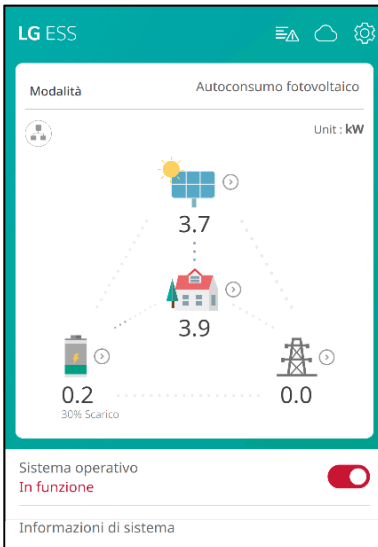 LG ESS
Modalità Autoconsumo fotovoltaico
Unit : kW
3.7
3.9
0.2 0.0
30% Scarico
Sistema operativo
In funzione
Informazioni di sistema